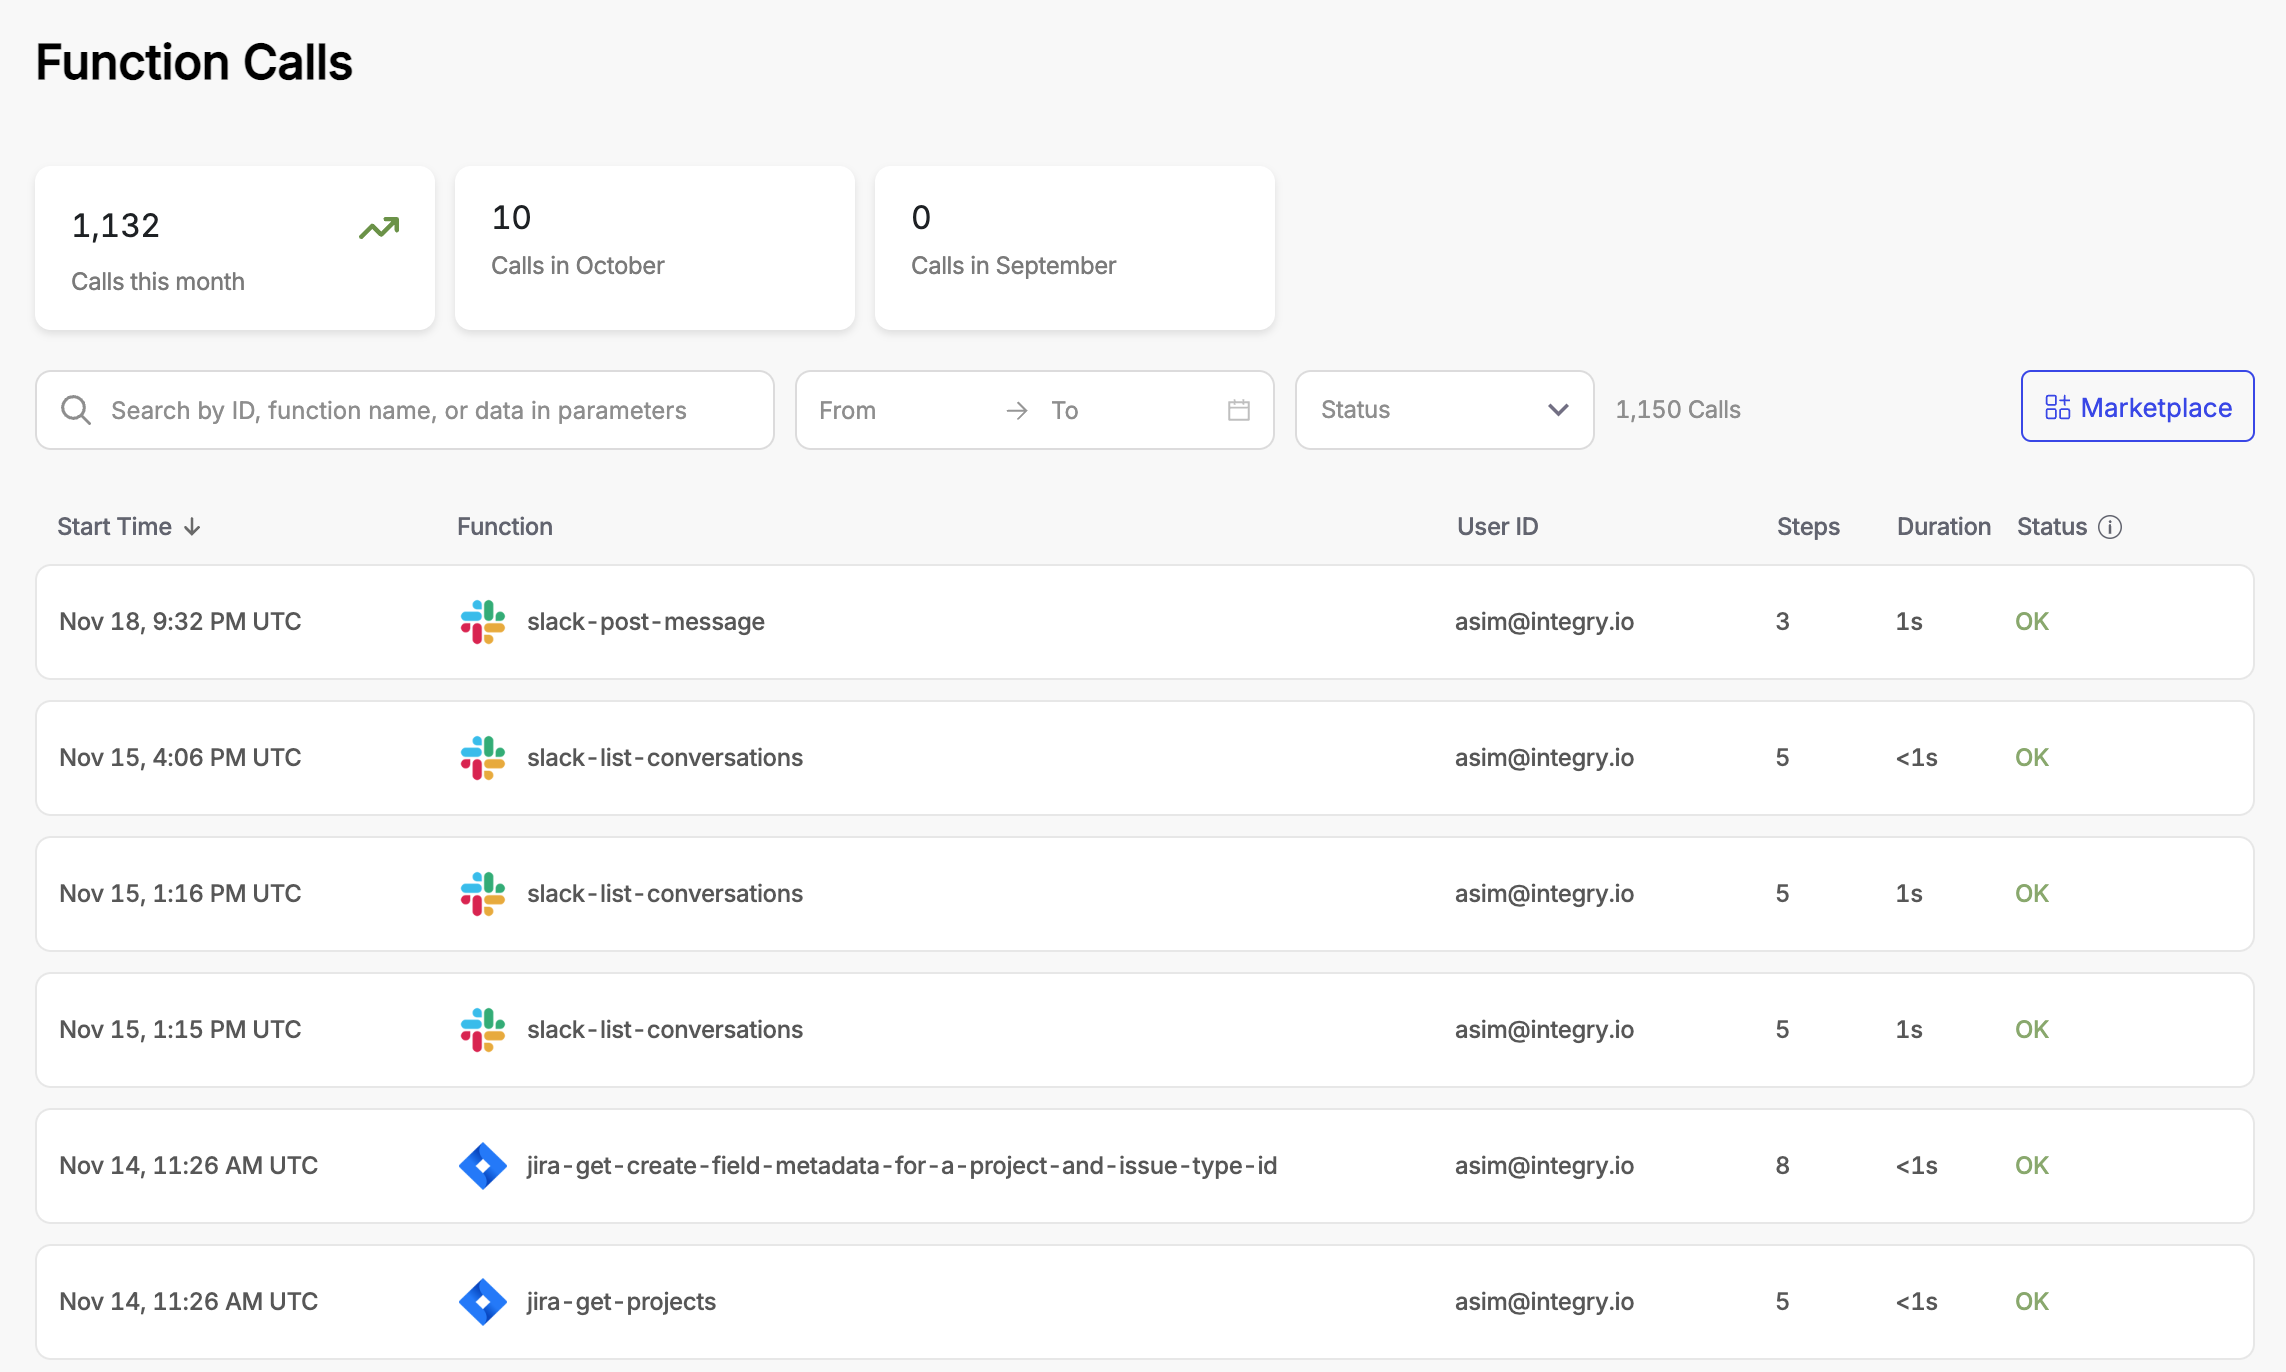 Function Calls
1,132
Calls this month
10
Calls in October
0
Calls in September
Search by ID, function name, or data in parameters
From → To
Status
1,150 Calls
Marketplace
Start Time ↓ Function User ID Steps Duration Status
Nov 18, 9:32 PM UTC slack-post-message asim@integry.io 3 1s OK
Nov 15, 4:06 PM UTC slack-list-conversations asim@integry.io 5 <1s OK
Nov 15, 1:16 PM UTC slack-list-conversations asim@integry.io 5 1s OK
Nov 15, 1:15 PM UTC slack-list-conversations asim@integry.io 5 1s OK
Nov 14, 11:26 AM UTC jira-get-create-field-metadata-for-a-project-and-issue-type-id asim@integry.io 8 <1s OK
Nov 14, 11:26 AM UTC jira-get-projects asim@integry.io 5 <1s OK